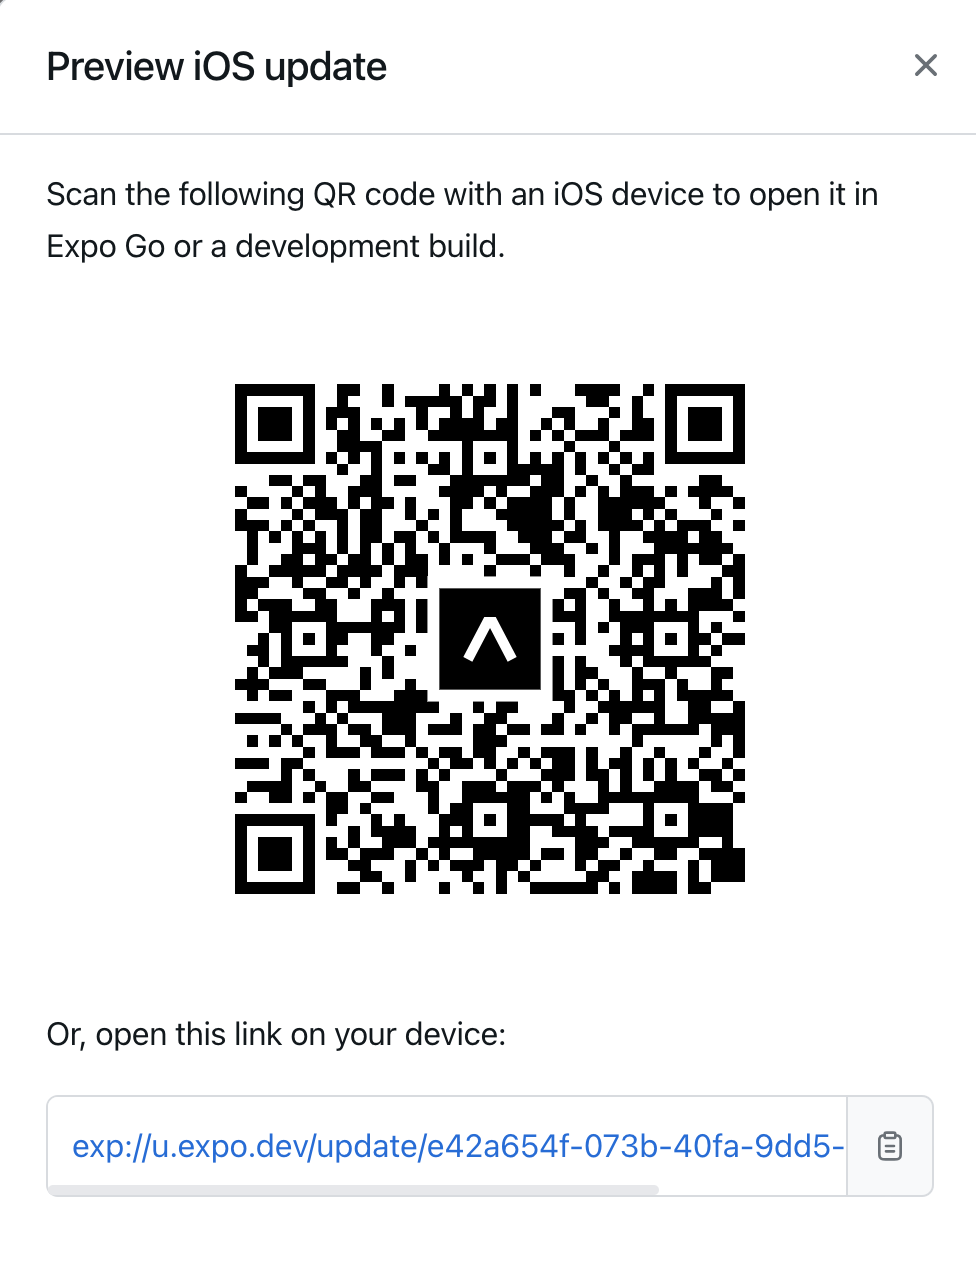 Preview iOS update
Scan the following QR code with an iOS device to open it in
Expo Go or a development build.
Or, open this link on your device:
exp://u.expo.dev/update/e42a654f-073b-40fa-9dd5-